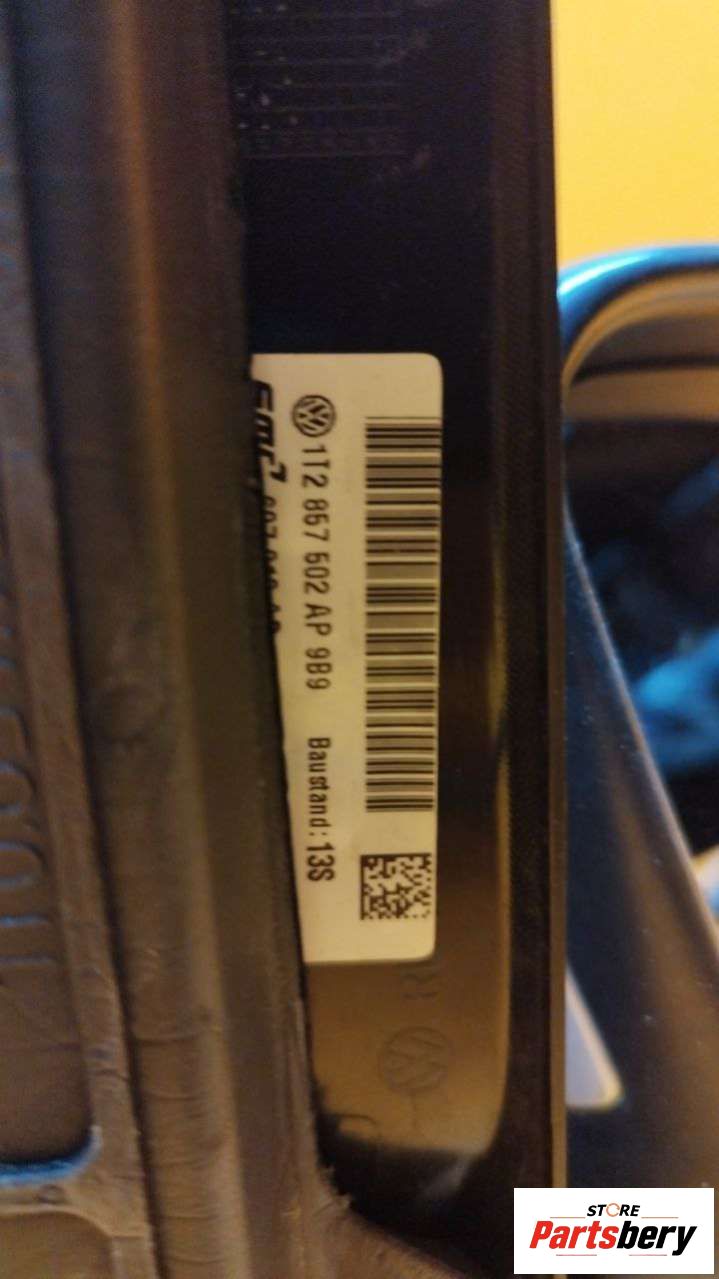 1T2 857 502 AP 9B9 Baustand: 13S
STORE
Partsbery